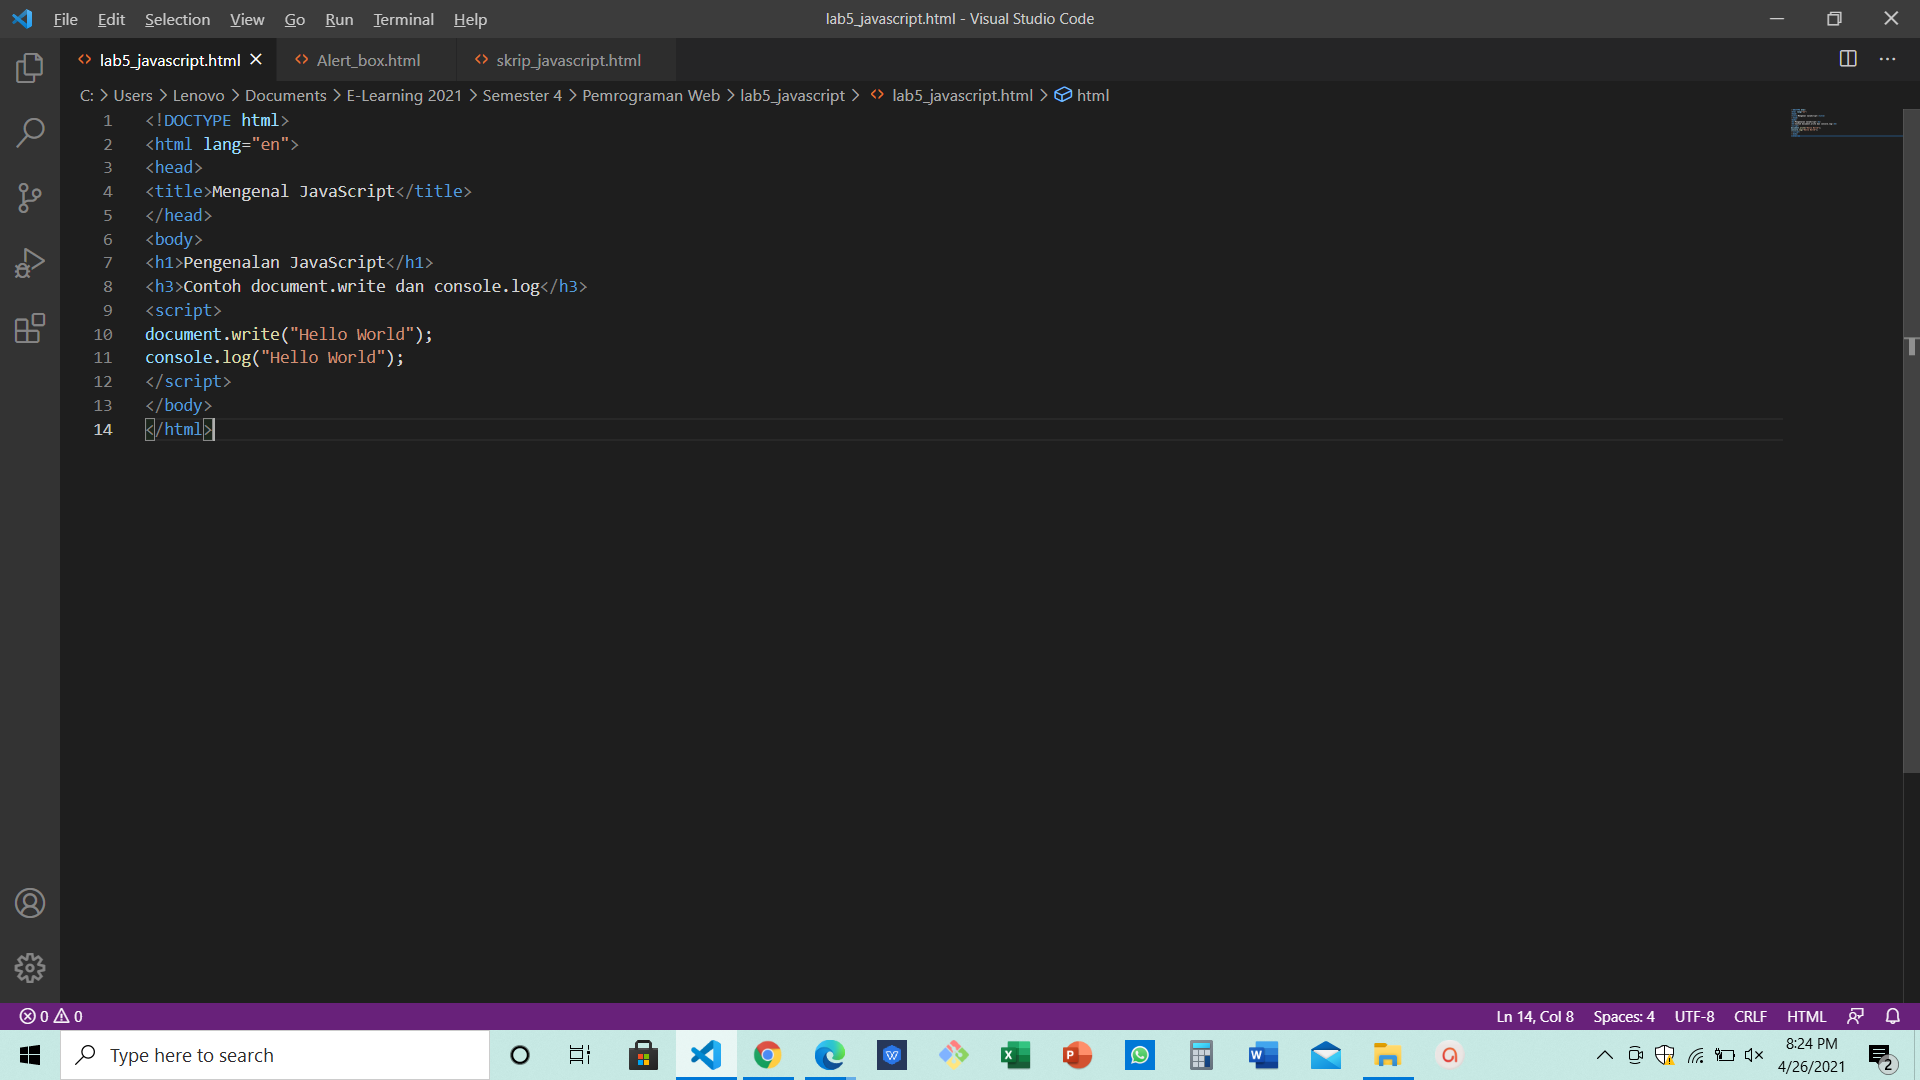 File Edit Selection View Go Run Terminal Help lab5_javascript.html - Visual Studio Code
lab5_javascript.html Alert_box.html skrip_javascript.html
C: > Users > Lenovo > Documents > E-Learning 2021 > Semester 4 > Pemrograman Web > lab5_javascript > lab5_javascript.html > html
1 <!DOCTYPE html>
2 <html lang="en">
3 <head>
4 <title>Mengenal JavaScript</title>
5 </head>
6 <body>
7 <h1>Pengenalan JavaScript</h1>
8 <h3>Contoh document.write dan console.log</h3>
9 <script>
10 document.write("Hello World");
11 console.log("Hello World");
12 </script>
13 </body>
14 </html>
0 0 Ln 14, Col 8 Spaces: 4 UTF-8 CRLF HTML
Type here to search
8:24 PM
4/26/2021
2